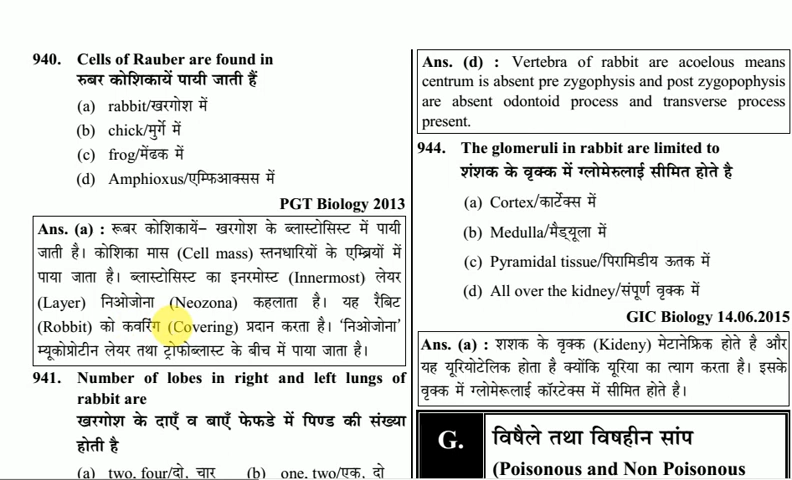 940. Cells of Rauber are found in
रुबर कोशिकायें पायी जाती हैं
(a) rabbit/खरगोश में
(b) chick/मुर्गे में
(c) frog/मेंढक में
(d) Amphioxus/एम्फिआक्सस में
PGT Biology 2013
Ans. (a) : रूबर कोशिकायें– खरगोश के ब्लास्टोसिस्ट में पायी
जाती है। कोशिका मास (Cell mass) स्तनधारियों के एम्ब्रियों में
पाया जाता है। ब्लास्टोसिस्ट का इनरमोस्ट (Innermost) लेयर
(Layer) निओजोना (Neozona) कहलाता है। यह रैबिट
(Robbit) को कवरिंग (Covering) प्रदान करता है। ‘निओजोना’
म्यूकोप्रोटीन लेयर तथा ट्रोफोब्लास्ट के बीच में पाया जाता है।
941. Number of lobes in right and left lungs of
rabbit are
खरगोश के दाएँ व बाएँ फेफडे में पिण्ड की संख्या
होती है
(a) two, four/दो, चार (b) one, two/एक, दो
Ans. (d) : Vertebra of rabbit are acoelous means
centrum is absent pre zygophysis and post zygopophysis
are absent odontoid process and transverse process
present.
944. The glomeruli in rabbit are limited to
शंशक के वृक्क में ग्लोमेरुलाई सीमित होते है
(a) Cortex/कार्टेक्स में
(b) Medulla/मैड्यूला में
(c) Pyramidal tissue/पिरामिडीय ऊतक में
(d) All over the kidney/संपूर्ण वृक्क में
GIC Biology 14.06.2015
Ans. (a) : शशक के वृक्क (Kideny) मेटानेफ्रिक होते है और
यह यूरियोटेलिक होता है क्योंकि यूरिया का त्याग करता है। इसके
वृक्क में ग्लोमेरूलाई कॉरटेक्स में सीमित होते है।
G. विषैले तथा विषहीन सांप
(Poisonous and Non Poisonous